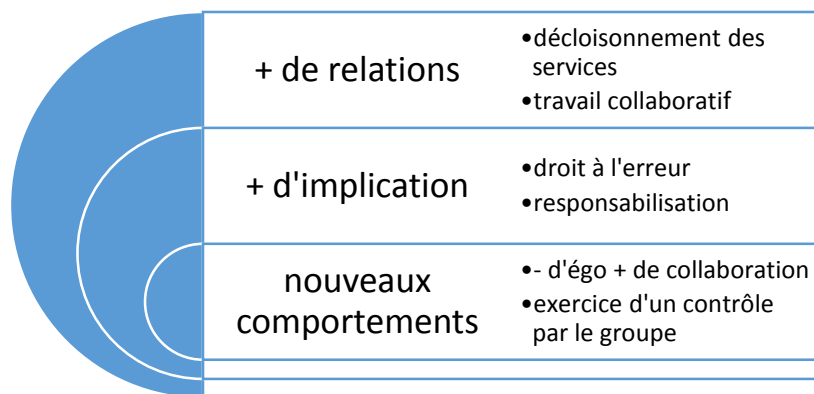 + de relations
•décloisonnement des
services
•travail collaboratif
+ d'implication
•droit à l'erreur
•responsabilisation
nouveaux
comportements
•- d'égo + de collaboration
•exercice d'un contrôle
par le groupe